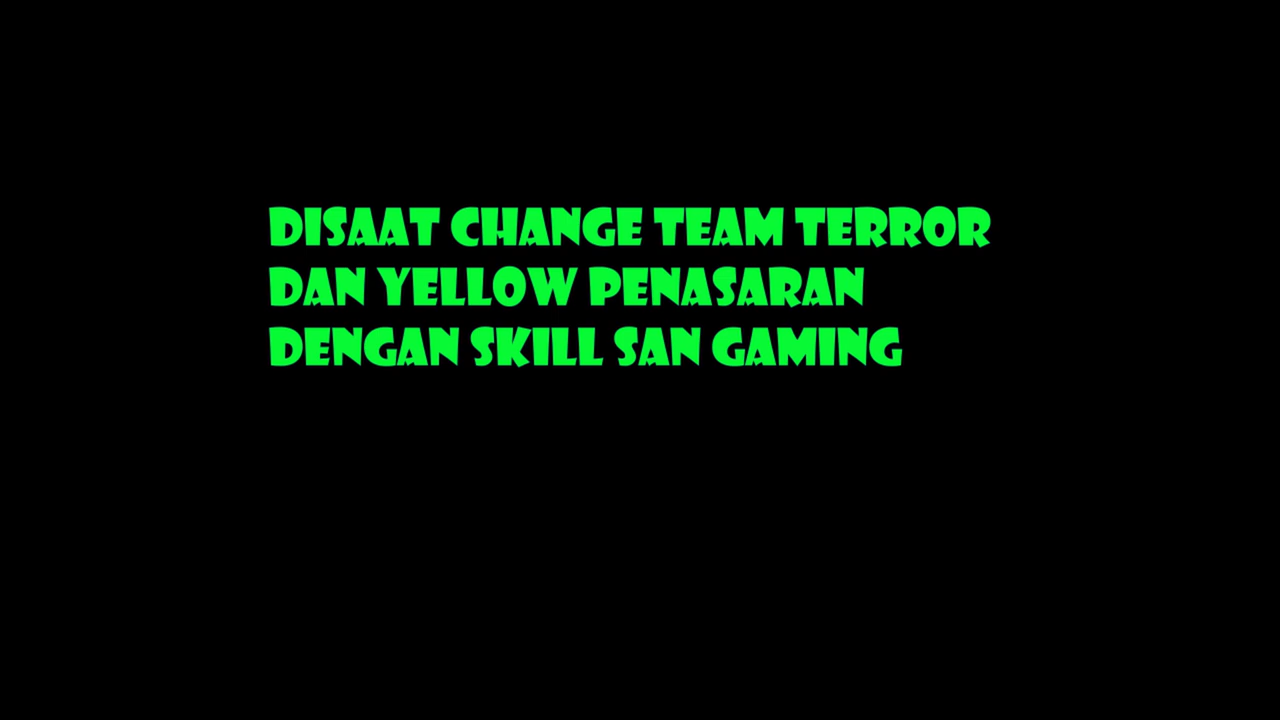 DISAAT CHANGE TEAM TERROR
DAN YELLOW PENASARAN
DENGAN SKILL SAN GAMING